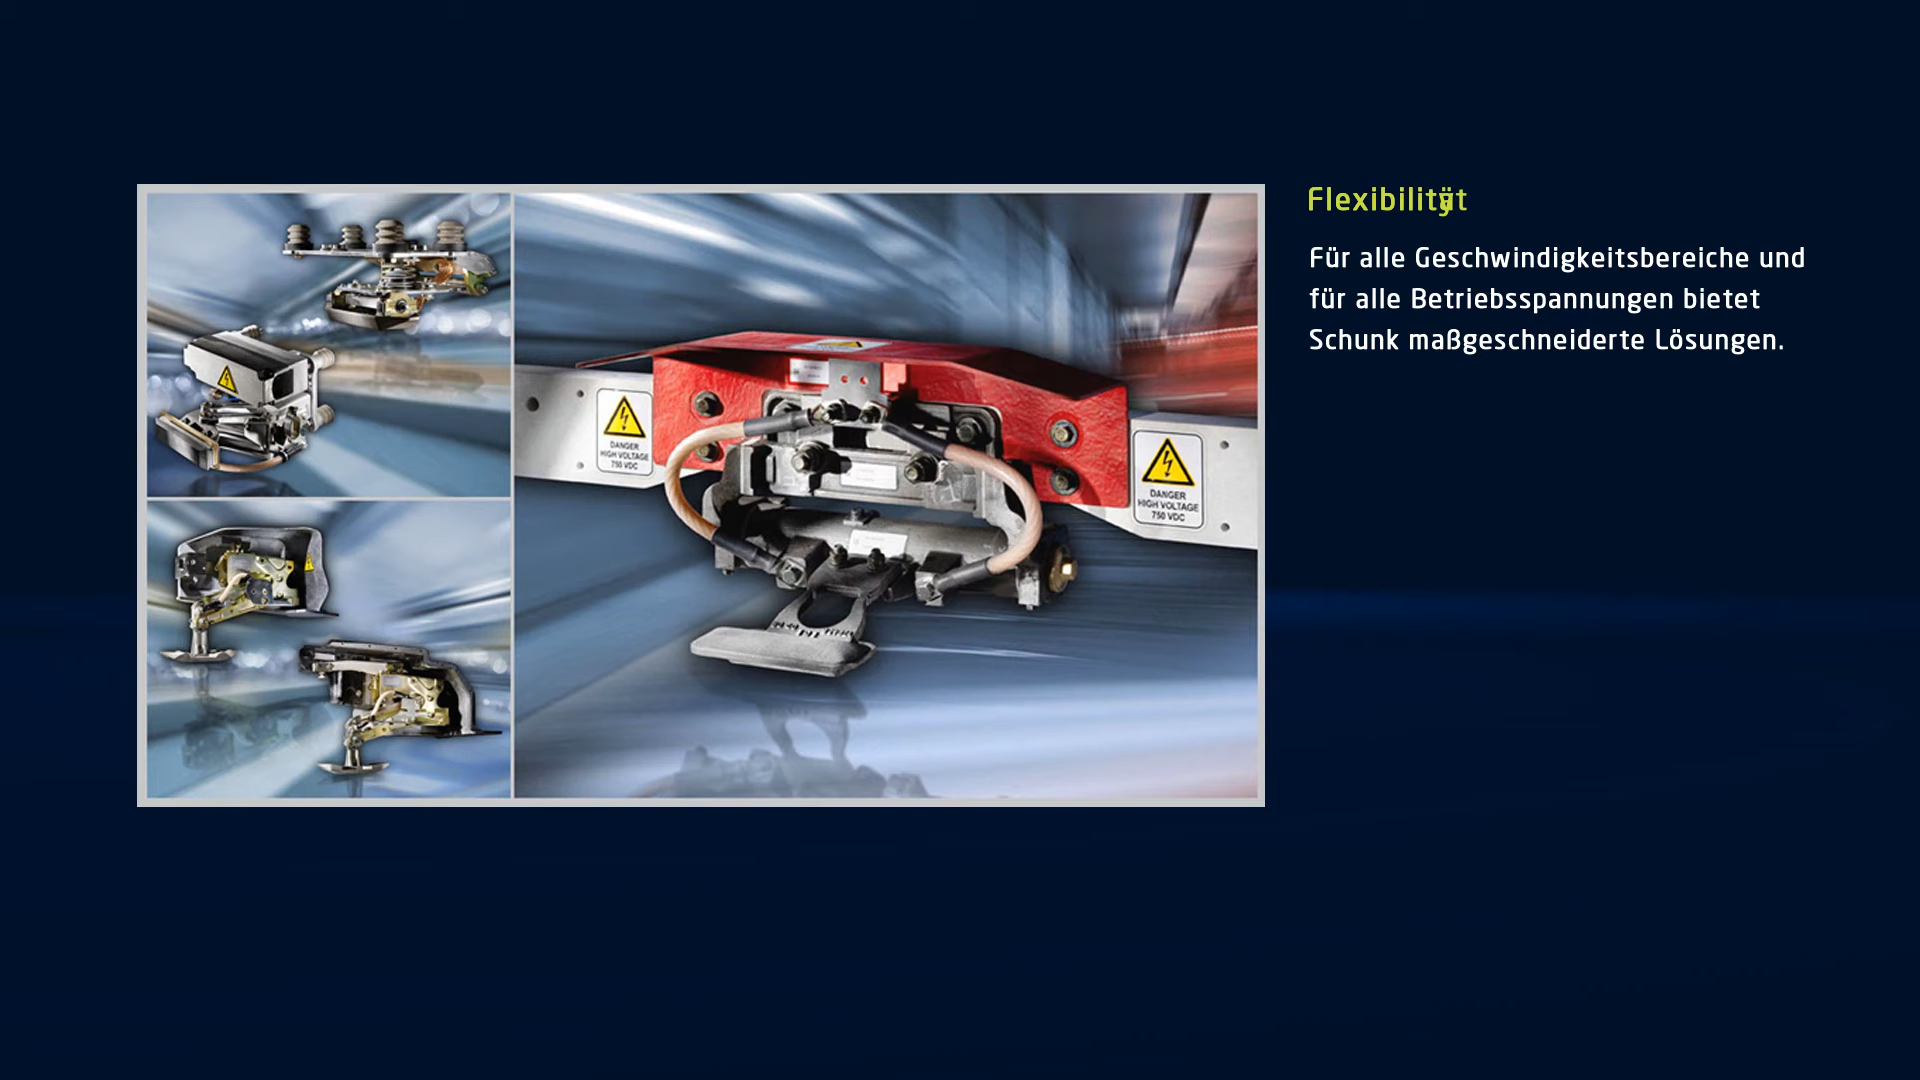 Flexibilität
Für alle Geschwindigkeitsbereiche und
für alle Betriebsspannungen bietet
Schunk maßgeschneiderte Lösungen.
DANGER
HIGH VOLTAGE
750 VDC
DANGER
HIGH VOLTAGE
750 VDC